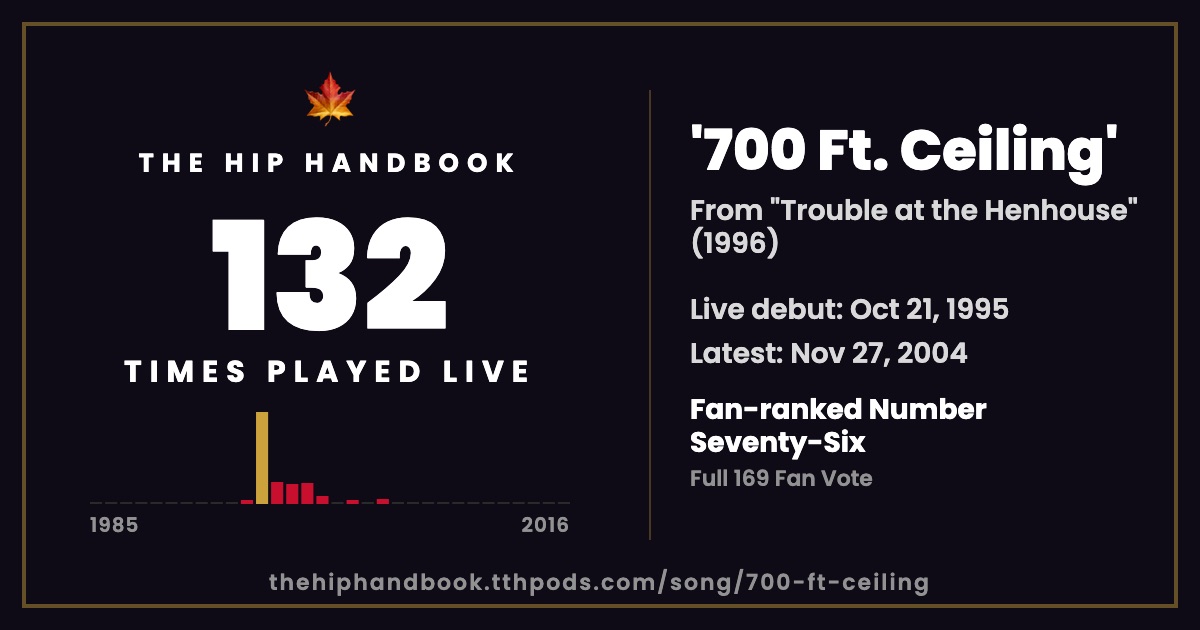 THE HIP HANDBOOK
132
TIMES PLAYED LIVE
1985 2016
'700 Ft. Ceiling'
From "Trouble at the Henhouse"
(1996)
Live debut: Oct 21, 1995
Latest: Nov 27, 2004
Fan-ranked Number
Seventy-Six
Full 169 Fan Vote
thehiphandbook.tthpods.com/song/700-ft-ceiling